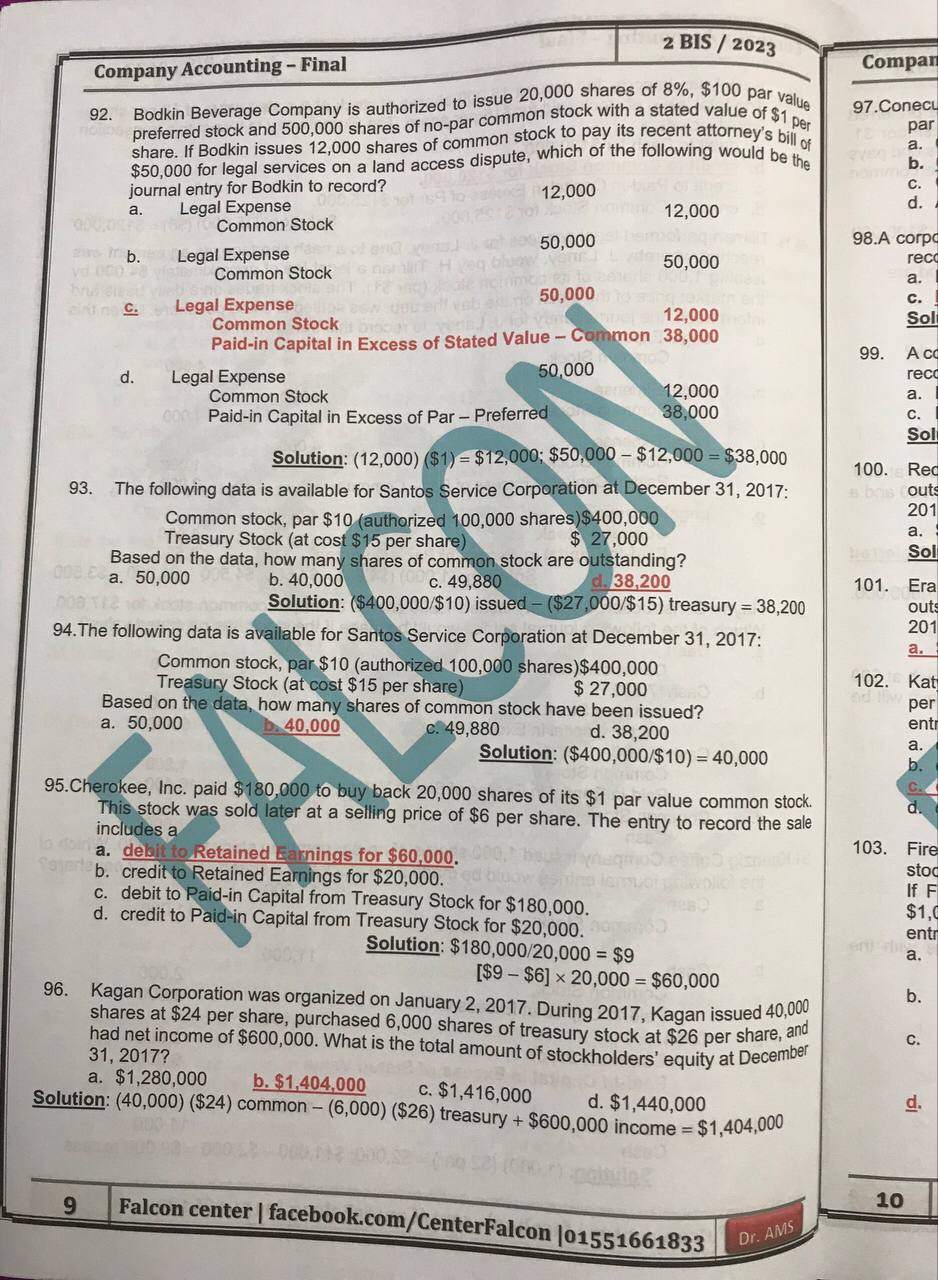 Company Accounting – Final
2 BIS / 2023
92. Bodkin Beverage Company is authorized to issue 20,000 shares of 8%, $100 par value
preferred stock and 500,000 shares of no-par common stock with a stated value of $1 per
share. If Bodkin issues 12,000 shares of common stock to pay its recent attorney's bill of
$50,000 for legal services on a land access dispute, which of the following would be the
journal entry for Bodkin to record?
a. Legal Expense 12,000
Common Stock 12,000
b. Legal Expense 50,000
Common Stock 50,000
c. Legal Expense 50,000
Common Stock 12,000
Paid-in Capital in Excess of Stated Value – Common 38,000
d. Legal Expense 50,000
Common Stock 12,000
Paid-in Capital in Excess of Par – Preferred 38,000
Solution: (12,000) ($1) = $12,000; $50,000 – $12,000 = $38,000
93. The following data is available for Santos Service Corporation at December 31, 2017:
Common stock, par $10 (authorized 100,000 shares)$400,000
Treasury Stock (at cost $15 per share) $ 27,000
Based on the data, how many shares of common stock are outstanding?
a. 50,000 b. 40,000 c. 49,880 d. 38,200
Solution: ($400,000/$10) issued – ($27,000/$15) treasury = 38,200
94.The following data is available for Santos Service Corporation at December 31, 2017:
Common stock, par $10 (authorized 100,000 shares)$400,000
Treasury Stock (at cost $15 per share) $ 27,000
Based on the data, how many shares of common stock have been issued?
a. 50,000 b. 40,000 c. 49,880 d. 38,200
Solution: ($400,000/$10) = 40,000
95.Cherokee, Inc. paid $180,000 to buy back 20,000 shares of its $1 par value common stock.
This stock was sold later at a selling price of $6 per share. The entry to record the sale
includes a
a. debit to Retained Earnings for $60,000.
b. credit to Retained Earnings for $20,000.
c. debit to Paid-in Capital from Treasury Stock for $180,000.
d. credit to Paid-in Capital from Treasury Stock for $20,000.
Solution: $180,000/20,000 = $9
[$9 – $6] × 20,000 = $60,000
96. Kagan Corporation was organized on January 2, 2017. During 2017, Kagan issued 40,000
shares at $24 per share, purchased 6,000 shares of treasury stock at $26 per share, and
had net income of $600,000. What is the total amount of stockholders' equity at December
31, 2017?
a. $1,280,000 b. $1,404,000 c. $1,416,000 d. $1,440,000
Solution: (40,000) ($24) common – (6,000) ($26) treasury + $600,000 income = $1,404,000
FALCON
9 Falcon center | facebook.com/CenterFalcon |01551661833 Dr. AMS
97.
par
a.
b.
c.
d.
98.A
a.
c.
99. A
a.
c.
100.
201
a.
101. Era
201
a.
102.
per
a.
b.
c.
d.
103. Fire
If F
a.
b.
c.
d.
10